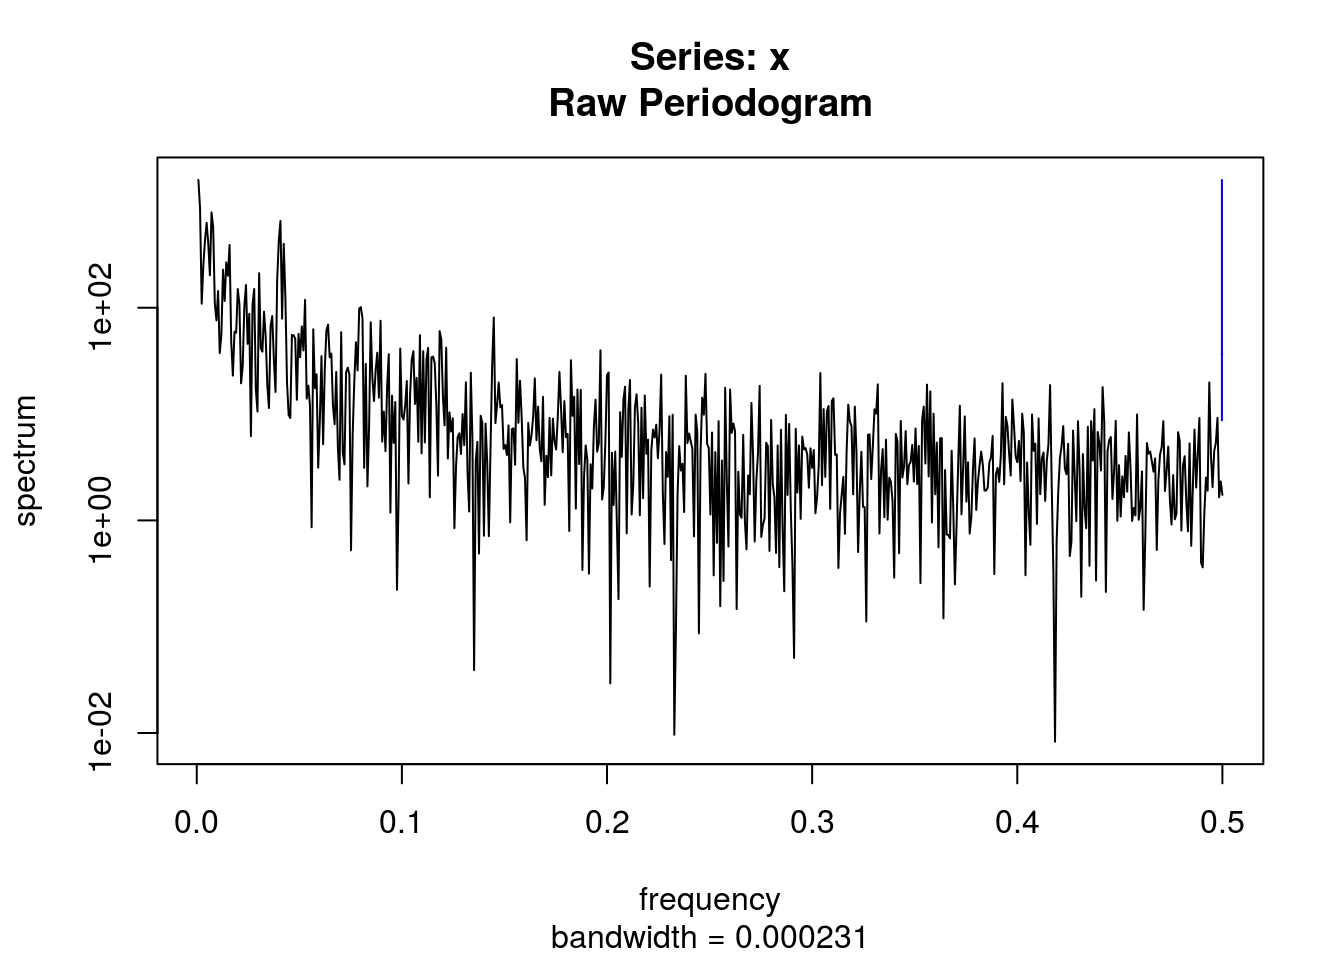 Series: x
Raw Periodogram
spectrum
1e+02
1e+00
1e-02
0.0 0.1 0.2 0.3 0.4 0.5
frequency
bandwidth = 0.000231